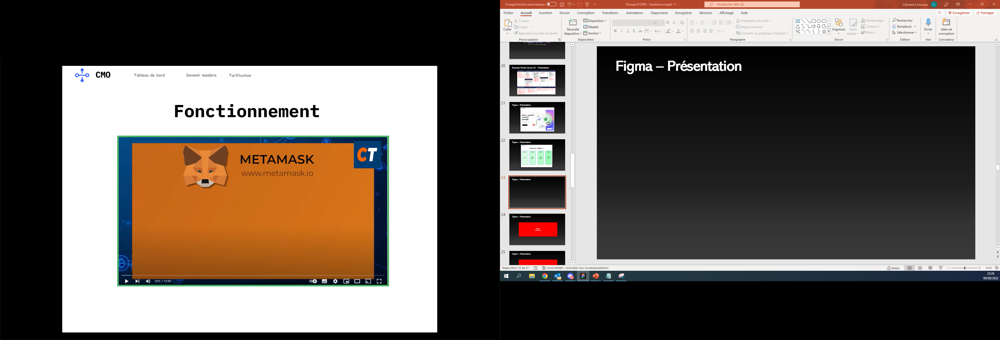 CMO
Tableau de bord
Devenir membre
Tarification
Fonctionnement
METAMASK
www.metamask.io
CT
0:01 / 13:59
Enregistrement automatique
Groupe 9 CMO - Soutenance.pptx
Rechercher (Alt+Q)
Clément Limousin
CL
Fichier
Accueil
Insertion
Dessin
Conception
Transitions
Animations
Diaporama
Enregistrer
Révision
Affichage
Aide
Enregistrer
Partager
Coller
Couper
Copier
Reproduire la mise en forme
Presse-papiers
Nouvelle
diapositive
Disposition
Rétablir
Section
Diapositives
24
G I S S ab AV Aa A
Police
Orientation du texte
Aligner le texte
Convertir en graphique SmartArt
Paragraphe
Organiser
Styles
rapides
Remplissage
Contour
Effets
Dessin
Rechercher
Remplacer
Sélectionner
Édition
Dicter
Voix
Idées de
conception
Concepteur
Projet CMO - V2
20
Business Model Canvas V2 – Présentation
21
Figma – Présentation
Votre capital
créatif
protégé
22
Figma – Présentation
Devenir membre !
23
Figma – Présentation
24
Figma – Présentation
25
Figma – Présentation
Figma – Présentation
Diapositive 23 de 37
Accessibilité : consultez nos recommandations
Notes
14 %
9+
23:26
09/08/2022